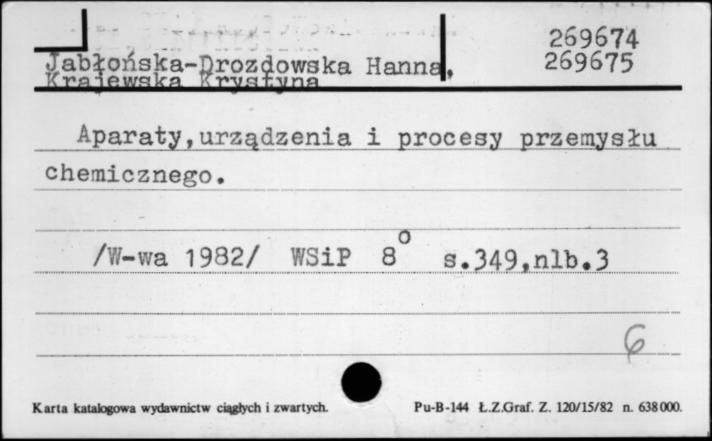 269674
Jabłońska-Drozdowska Hanna, 269675
Krajewska Krystyna
Aparaty,urządzenia i procesy przemysłu
chemicznego.
/W-wa 1982/ WSiP 8° s.349,nlb.3
6
Karta katalogowa wydawnictw ciągłych i zwartych. Pu-B-144 Ł.Z.Graf. Z. 120/15/82 n. 638000.